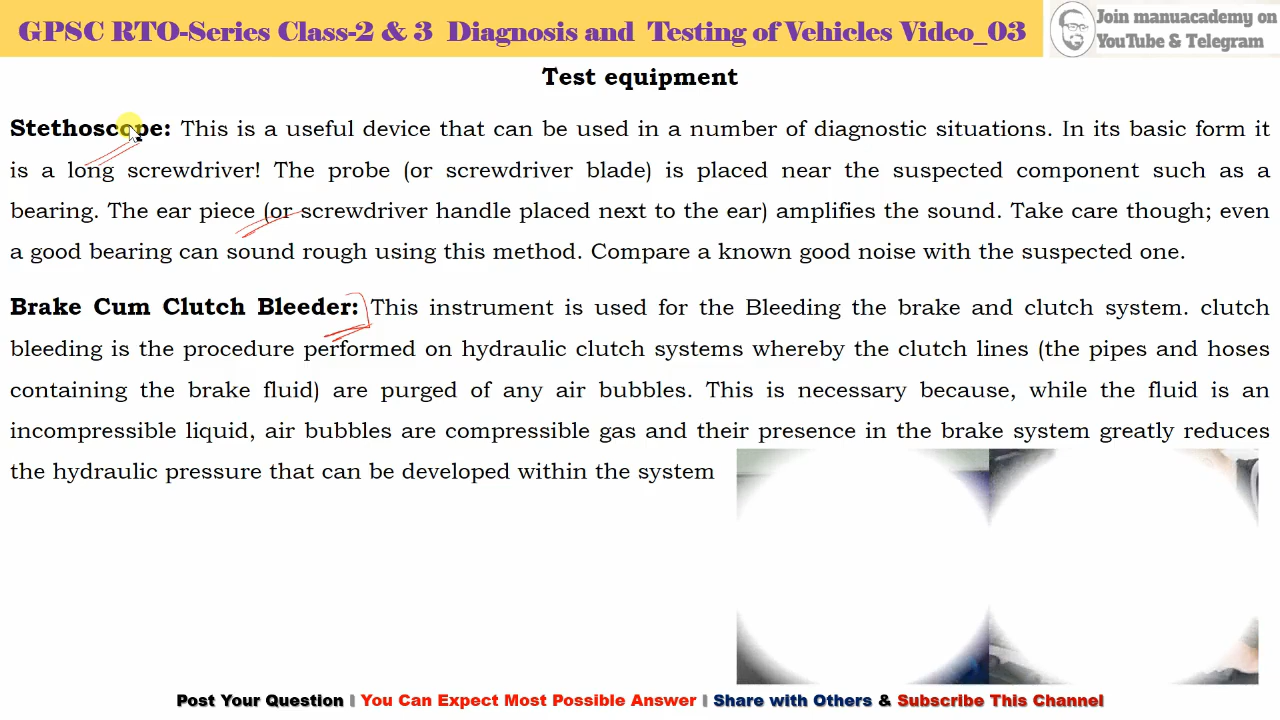 GPSC RTO-Series Class-2 & 3 Diagnosis and Testing of Vehicles Video_03
Join manuacademy on
YouTube & Telegram
Test equipment
Stethoscope: This is a useful device that can be used in a number of diagnostic situations. In its basic form it
is a long screwdriver! The probe (or screwdriver blade) is placed near the suspected component such as a
bearing. The ear piece (or screwdriver handle placed next to the ear) amplifies the sound. Take care though; even
a good bearing can sound rough using this method. Compare a known good noise with the suspected one.
Brake Cum Clutch Bleeder: This instrument is used for the Bleeding the brake and clutch system. clutch
bleeding is the procedure performed on hydraulic clutch systems whereby the clutch lines (the pipes and hoses
containing the brake fluid) are purged of any air bubbles. This is necessary because, while the fluid is an
incompressible liquid, air bubbles are compressible gas and their presence in the brake system greatly reduces
the hydraulic pressure that can be developed within the system
Post Your Question | You Can Expect Most Possible Answer | Share with Others & Subscribe This Channel